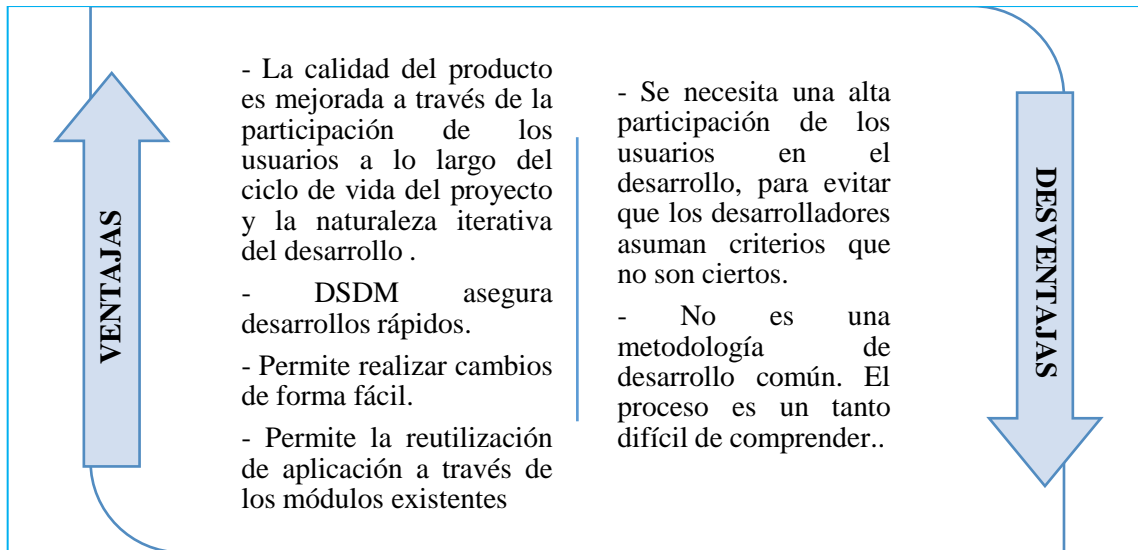 VENTAJAS
- La calidad del producto
es mejorada a través de la
participación de los
usuarios a lo largo del
ciclo de vida del proyecto
y la naturaleza iterativa
del desarrollo .
- DSDM asegura
desarrollos rápidos.
- Permite realizar cambios
de forma fácil.
- Permite la reutilización
de aplicación a través de
los módulos existentes
- Se necesita una alta
participación de los
usuarios en el
desarrollo, para evitar
que los desarrolladores
asuman criterios que
no son ciertos.
- No es una
metodología de
desarrollo común. El
proceso es un tanto
difícil de comprender..
DESVENTAJAS